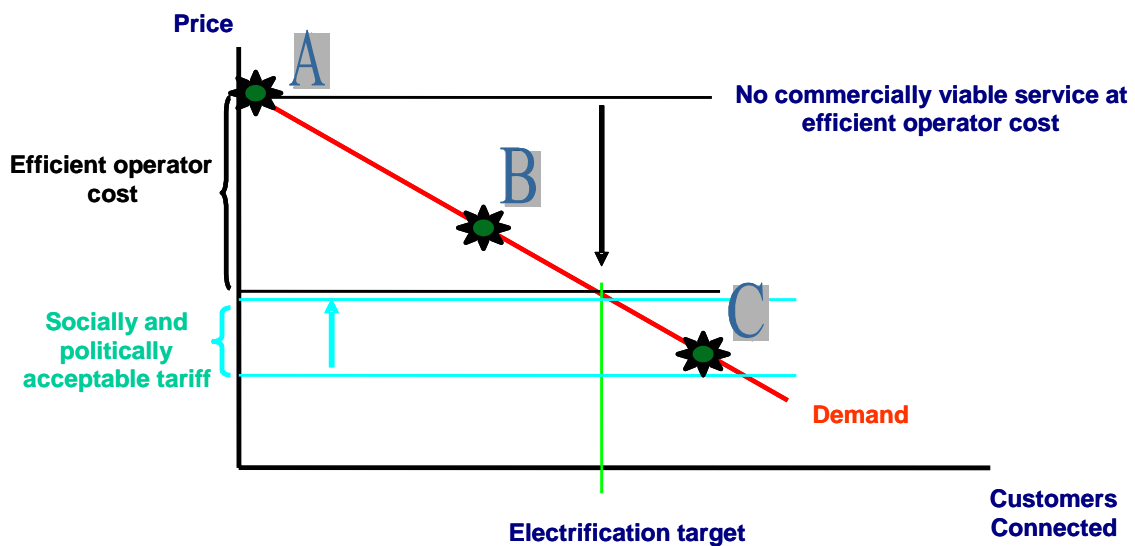 Price
A
No commercially viable service at
efficient operator cost
Efficient operator
cost
B
C
Socially and
politically
acceptable tariff
Demand
Customers
Connected
Electrification target